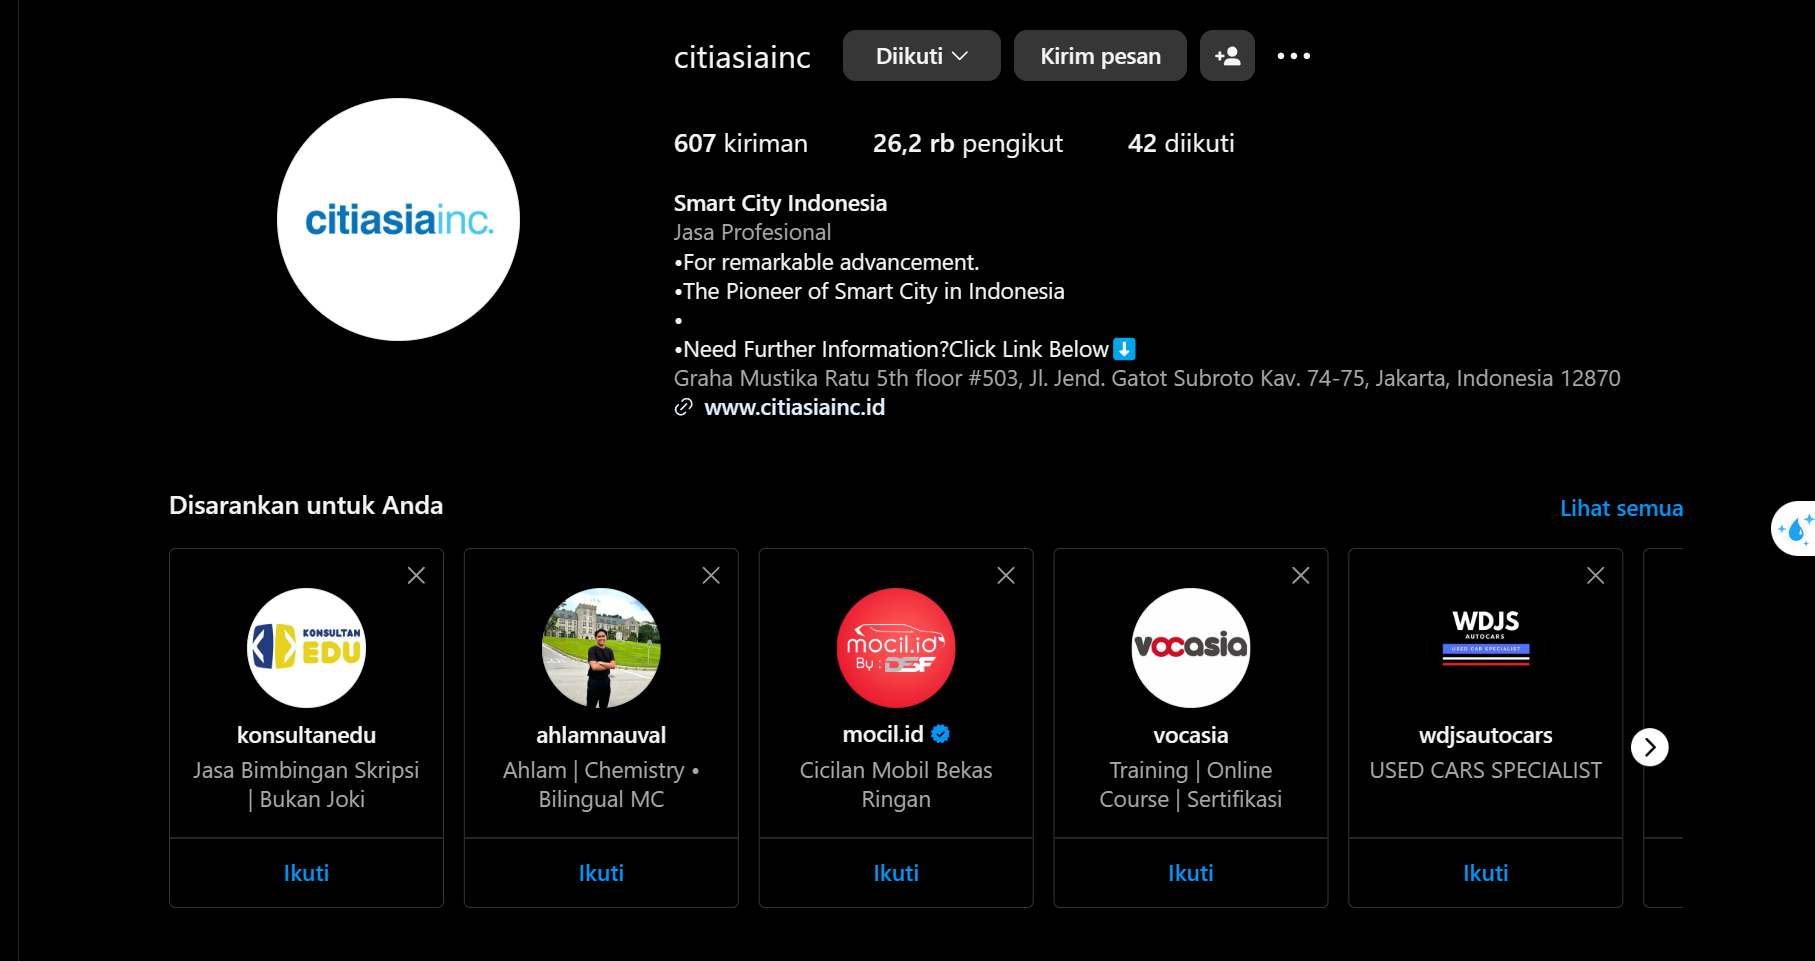 citiasiainc
Diikuti
Kirim pesan
607 kiriman
26,2 rb pengikut
42 diikuti
citiasiainc.
Smart City Indonesia
Jasa Profesional
•For remarkable advancement.
•The Pioneer of Smart City in Indonesia
•
•Need Further Information?Click Link Below⬇️
Graha Mustika Ratu 5th floor #503, Jl. Jend. Gatot Subroto Kav. 74-75, Jakarta, Indonesia 12870
www.citiasiainc.id
Disarankan untuk Anda
Lihat semua
KONSULTAN
EDU
konsultanedu
Jasa Bimbingan Skripsi
| Bukan Joki
Ikuti
ahlamnauval
Ahlam | Chemistry •
Bilingual MC
Ikuti
mocil.id
By : DSF
mocil.id
Cicilan Mobil Bekas
Ringan
Ikuti
vocasia
vocasia
Training | Online
Course | Sertifikasi
Ikuti
WDJS
AUTOCARS
USED CAR SPECIALIST
wdjsautocars
USED CARS SPECIALIST
Ikuti